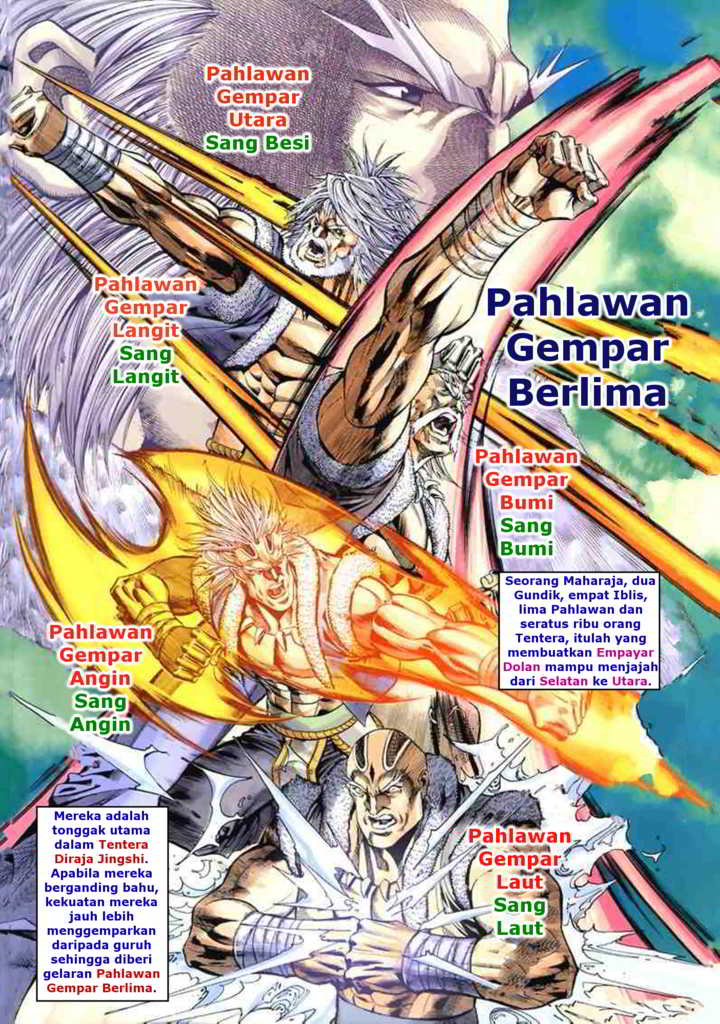 Pahlawan
Gempar
Utara
Sang Besi
Pahlawan
Gempar
Langit
Sang
Langit
Pahlawan
Gempar
Berlima
Pahlawan
Gempar
Bumi
Sang
Bumi
Seorang Maharaja, dua
Gundik, empat Iblis,
lima Pahlawan dan
seratus ribu orang
Tentera, itulah yang
membuatkan Empayar
Dolan mampu menjajah
dari Selatan ke Utara.
Pahlawan
Gempar
Angin
Sang
Angin
Mereka adalah
tonggak utama
dalam Tentera
Diraja Jingshi.
Apabila mereka
berganding bahu,
kekuatan mereka
jauh lebih
menggemparkan
daripada guruh
sehingga diberi
gelaran Pahlawan
Gempar Berlima.
Pahlawan
Gempar
Laut
Sang
Laut